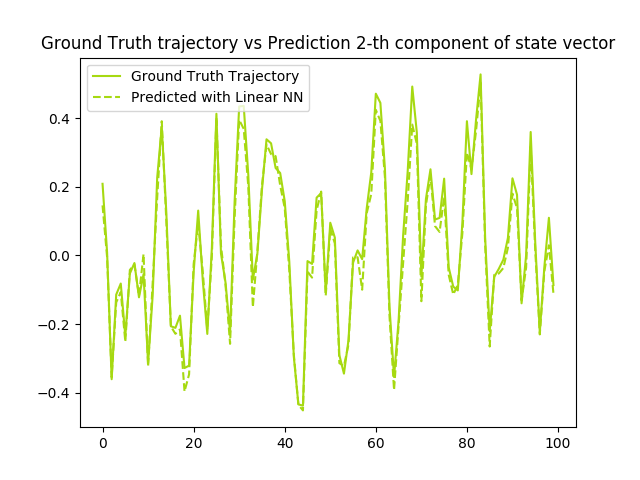 Ground Truth trajectory vs Prediction 2-th component of state vector
Ground Truth Trajectory
Predicted with Linear NN
0.4
0.2
0.0
−0.2
−0.4
0 20 40 60 80 100